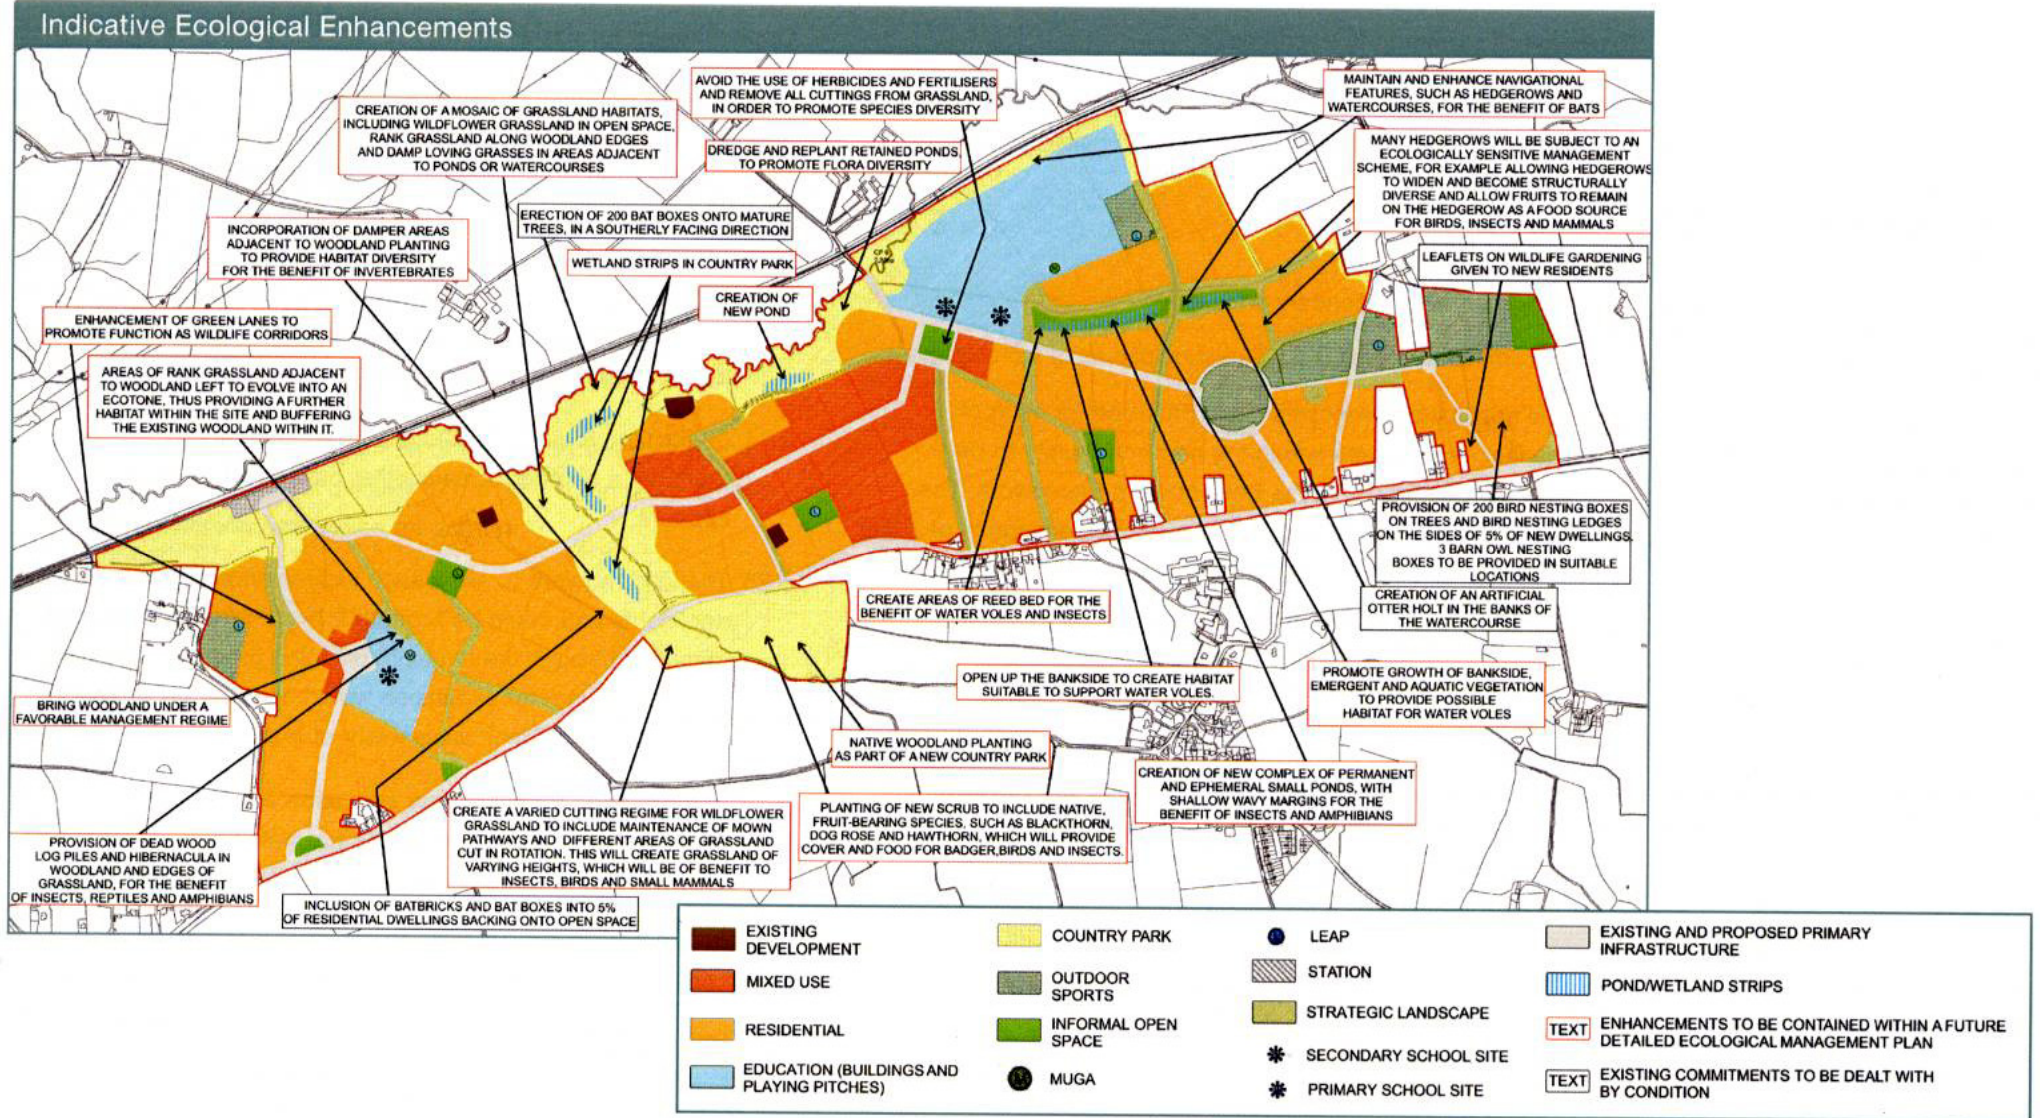 Indicative Ecological Enhancements
AVOID THE USE OF HERBICIDES AND FERTILISERS
AND REMOVE ALL CUTTINGS FROM GRASSLAND,
IN ORDER TO PROMOTE SPECIES DIVERSITY
MAINTAIN AND ENHANCE NAVIGATIONAL
FEATURES, SUCH AS HEDGEROWS AND
WATERCOURSES, FOR THE BENEFIT OF BATS
CREATION OF A MOSAIC OF GRASSLAND HABITATS,
INCLUDING WILDFLOWER GRASSLAND IN OPEN SPACE,
RANK GRASSLAND ALONG WOODLAND EDGES
AND DAMP LOVING GRASSES IN AREAS ADJACENT
TO PONDS OR WATERCOURSES
DREDGE AND REPLANT RETAINED PONDS,
TO PROMOTE FLORA DIVERSITY
MANY HEDGEROWS WILL BE SUBJECT TO AN
ECOLOGICALLY SENSITIVE MANAGEMENT
SCHEME, FOR EXAMPLE ALLOWING HEDGEROWS
TO WIDEN AND BECOME STRUCTURALLY
DIVERSE AND ALLOW FRUITS TO REMAIN
ON THE HEDGEROW AS A FOOD SOURCE
FOR BIRDS, INSECTS AND MAMMALS
ERECTION OF 200 BAT BOXES ONTO MATURE
TREES, IN A SOUTHERLY FACING DIRECTION
INCORPORATION OF DAMPER AREAS
ADJACENT TO WOODLAND PLANTING
TO PROVIDE HABITAT DIVERSITY
FOR THE BENEFIT OF INVERTEBRATES
WETLAND STRIPS IN COUNTRY PARK
LEAFLETS ON WILDLIFE GARDENING
GIVEN TO NEW RESIDENTS
CREATION OF
NEW POND
ENHANCEMENT OF GREEN LANES TO
PROMOTE FUNCTION AS WILDLIFE CORRIDORS
AREAS OF RANK GRASSLAND ADJACENT
TO WOODLAND LEFT TO EVOLVE INTO AN
ECOTONE, THUS PROVIDING A FURTHER
HABITAT WITHIN THE SITE AND BUFFERING
THE EXISTING WOODLAND WITHIN IT.
PROVISION OF 200 BIRD NESTING BOXES
ON TREES AND BIRD NESTING LEDGES
ON THE SIDES OF 5% OF NEW DWELLINGS.
3 BARN OWL NESTING
BOXES TO BE PROVIDED IN SUITABLE
LOCATIONS
CREATE AREAS OF REED BED FOR THE
BENEFIT OF WATER VOLES AND INSECTS
CREATION OF AN ARTIFICIAL
OTTER HOLT IN THE BANKS OF
THE WATERCOURSE
OPEN UP THE BANKSIDE TO CREATE HABITAT
SUITABLE TO SUPPORT WATER VOLES.
PROMOTE GROWTH OF BANKSIDE,
EMERGENT AND AQUATIC VEGETATION
TO PROVIDE POSSIBLE
HABITAT FOR WATER VOLES
BRING WOODLAND UNDER A
FAVORABLE MANAGEMENT REGIME
NATIVE WOODLAND PLANTING
AS PART OF A NEW COUNTRY PARK
CREATION OF NEW COMPLEX OF PERMANENT
AND EPHEMERAL SMALL PONDS, WITH
SHALLOW WAVY MARGINS FOR THE
BENEFIT OF INSECTS AND AMPHIBIANS
CREATE A VARIED CUTTING REGIME FOR WILDFLOWER
GRASSLAND TO INCLUDE MAINTENANCE OF MOWN
PATHWAYS AND DIFFERENT AREAS OF GRASSLAND
CUT IN ROTATION. THIS WILL CREATE GRASSLAND OF
VARYING HEIGHTS, WHICH WILL BE OF BENEFIT TO
INSECTS, BIRDS AND SMALL MAMMALS
PLANTING OF NEW SCRUB TO INCLUDE NATIVE,
FRUIT-BEARING SPECIES, SUCH AS BLACKTHORN,
DOG ROSE AND HAWTHORN, WHICH WILL PROVIDE
COVER AND FOOD FOR BADGER,BIRDS AND INSECTS.
PROVISION OF DEAD WOOD
LOG PILES AND HIBERNACULA IN
WOODLAND AND EDGES OF
GRASSLAND, FOR THE BENEFIT
OF INSECTS, REPTILES AND AMPHIBIANS
INCLUSION OF BATBRICKS AND BAT BOXES INTO 5%
OF RESIDENTIAL DWELLINGS BACKING ONTO OPEN SPACE
EXISTING
DEVELOPMENT
MIXED USE
RESIDENTIAL
EDUCATION (BUILDINGS AND
PLAYING PITCHES)
COUNTRY PARK
OUTDOOR
SPORTS
INFORMAL OPEN
SPACE
MUGA
LEAP
STATION
STRATEGIC LANDSCAPE
SECONDARY SCHOOL SITE
PRIMARY SCHOOL SITE
EXISTING AND PROPOSED PRIMARY
INFRASTRUCTURE
POND/WETLAND STRIPS
TEXT ENHANCEMENTS TO BE CONTAINED WITHIN A FUTURE
DETAILED ECOLOGICAL MANAGEMENT PLAN
TEXT EXISTING COMMITMENTS TO BE DEALT WITH
BY CONDITION